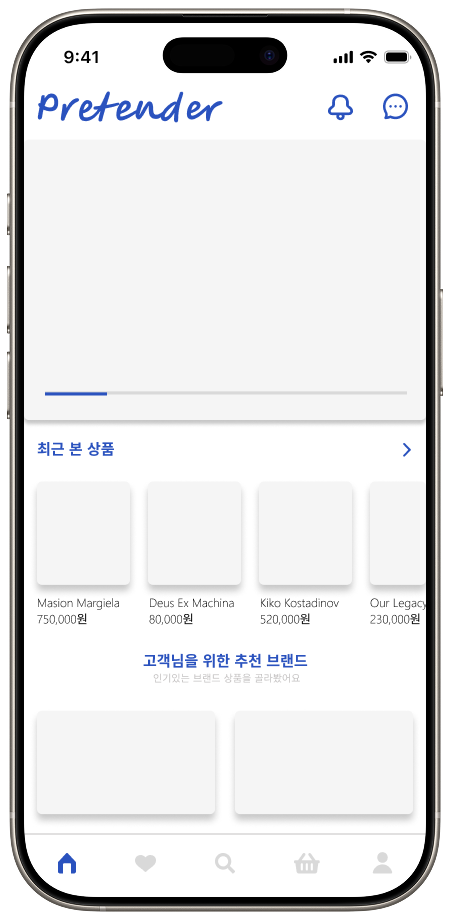 9:41
Pretender
최근 본 상품
Masion Margiela
750,000원
Deus Ex Machina
80,000원
Kiko Kostadinov
520,000원
Our Legacy
230,000원
고객님을 위한 추천 브랜드
인기있는 브랜드 상품을 골라봤어요